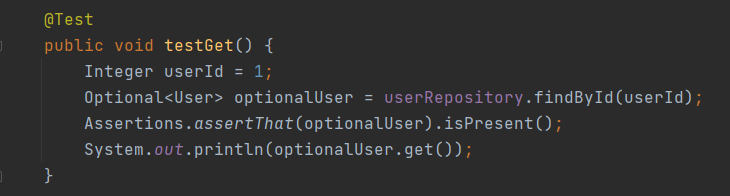 @Test
public void testGet() {
    Integer userId = 1;
    Optional<User> optionalUser = userRepository.findById(userId);
    Assertions.assertThat(optionalUser).isPresent();
    System.out.println(optionalUser.get());
}